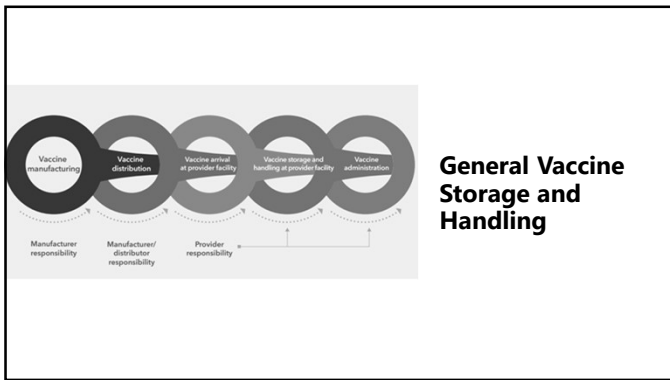 Vaccine
manufacturing
Vaccine
distribution
Vaccine arrival
at provider facility
Vaccine storage and
handling at provider facility
Vaccine
administration
Manufacturer
responsibility
Manufacturer/
distributor
responsibility
Provider
responsibility
General Vaccine
Storage and
Handling